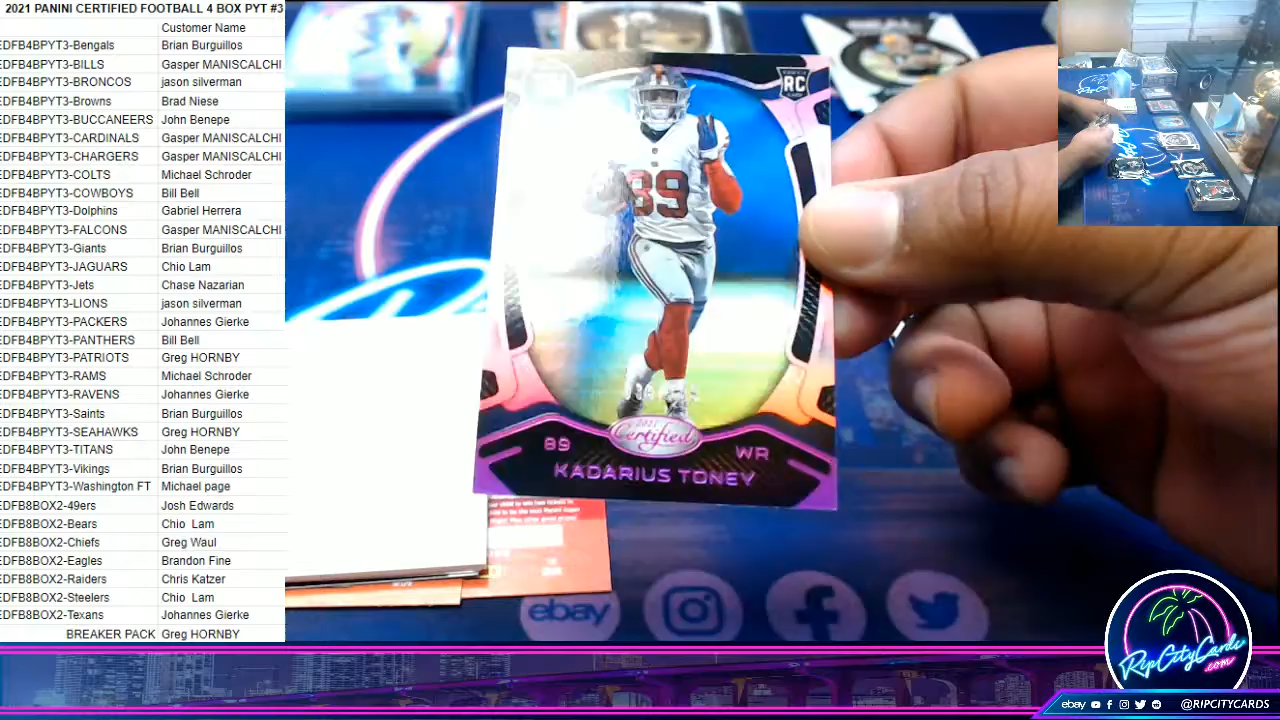 2021 PANINI CERTIFIED FOOTBALL 4 BOX PYT #3
Customer Name
EDFB4BPYT3-Bengals Brian Burguillos
EDFB4BPYT3-BILLS Gasper MANISCALCHI
EDFB4BPYT3-BRONCOS jason silverman
EDFB4BPYT3-Browns Brad Niese
EDFB4BPYT3-BUCCANEERS John Benepe
EDFB4BPYT3-CARDINALS Gasper MANISCALCHI
EDFB4BPYT3-CHARGERS Gasper MANISCALCHI
EDFB4BPYT3-COLTS Michael Schroder
EDFB4BPYT3-COWBOYS Bill Bell
EDFB4BPYT3-Dolphins Gabriel Herrera
EDFB4BPYT3-FALCONS Gasper MANISCALCHI
EDFB4BPYT3-Giants Brian Burguillos
EDFB4BPYT3-JAGUARS Chio Lam
EDFB4BPYT3-Jets Chase Nazarian
EDFB4BPYT3-LIONS jason silverman
EDFB4BPYT3-PACKERS Johannes Gierke
EDFB4BPYT3-PANTHERS Bill Bell
EDFB4BPYT3-PATRIOTS Greg HORNBY
EDFB4BPYT3-RAMS Michael Schroder
EDFB4BPYT3-RAVENS Johannes Gierke
EDFB4BPYT3-Saints Brian Burguillos
EDFB4BPYT3-SEAHAWKS Greg HORNBY
EDFB4BPYT3-TITANS John Benepe
EDFB4BPYT3-Vikings Brian Burguillos
EDFB4BPYT3-Washington FT Michael page
EDFB8BOX2-49ers Josh Edwards
EDFB8BOX2-Bears Chio Lam
EDFB8BOX2-Chiefs Greg Waul
EDFB8BOX2-Eagles Brandon Fine
EDFB8BOX2-Raiders Chris Katzer
EDFB8BOX2-Steelers Chio Lam
EDFB8BOX2-Texans Johannes Gierke
BREAKER PACK Greg HORNBY
RC
89
2021
Certified
89 WR
KADARIUS TONEY
ebay
RipCityCards
.com
ebay @RIPCITYCARDS